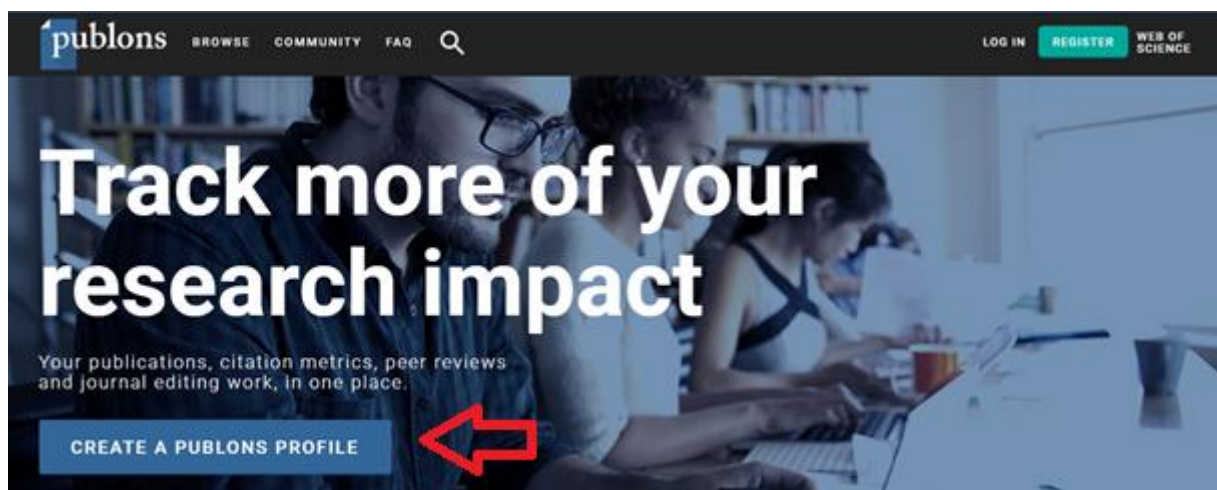 publons BROWSE COMMUNITY FAQ LOG IN REGISTER WEB OF
SCIENCE
Track more of your
research impact
Your publications, citation metrics, peer reviews
and journal editing work, in one place.
CREATE A PUBLONS PROFILE